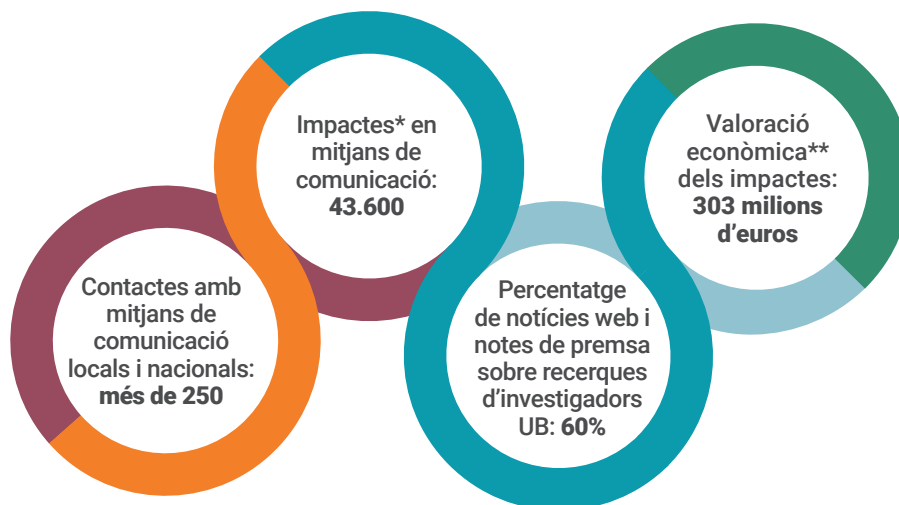 Contactes amb
mitjans de
comunicació
locals i nacionals:
més de 250
Impactes* en
mitjans de
comunicació:
43.600
Percentatge
de notícies web i
notes de premsa
sobre recerques
d’investigadors
UB: 60%
Valoració
econòmica**
dels impactes:
303 milions
d’euros